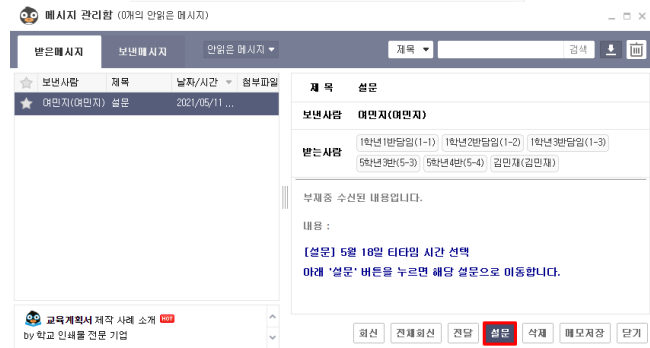 메시지 관리함 (0개의 안읽은 메시지)
받은메시지 보낸메시지 안읽은 메시지 ▼ 제목 ▼ 검색
보낸사람 제목 날짜/시간 첨부파일
여민지(여민지) 설문 2021/05/11 ...
제 목 설문
보낸사람 여민지(여민지)
받는사람 1학년1반담임(1-1) 1학년2반담임(1-2) 1학년3반담임(1-3)
5학년3반(5-3) 5학년4반(5-4) 김민재(김민재)
부재중 수신된 내용입니다.
내용 :
[설문] 5월 18일 티타임 시간 선택
아래 '설문' 버튼을 누르면 해당 설문으로 이동합니다.
교육계획서 제작 사례 소개 HOT
by 학교 인쇄물 전문 기업
회신 전체회신 전달 설문 삭제 메모저장 닫기